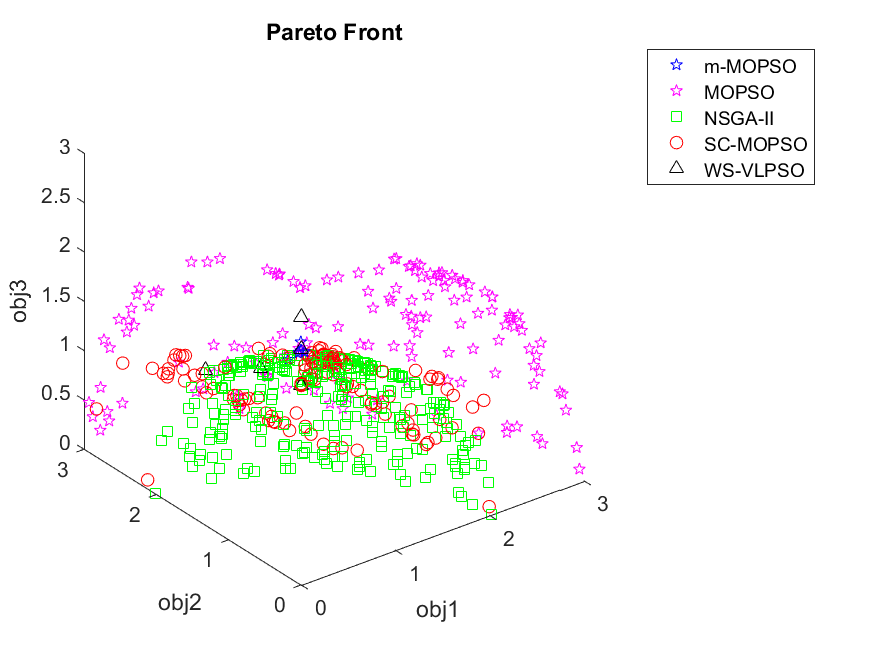 Pareto Front
m-MOPSO
MOPSO
NSGA-II
SC-MOPSO
WS-VLPSO
3
2.5
2
1.5
1
0.5
0
obj3
3
2
1
0
obj2
0
1
2
3
obj1